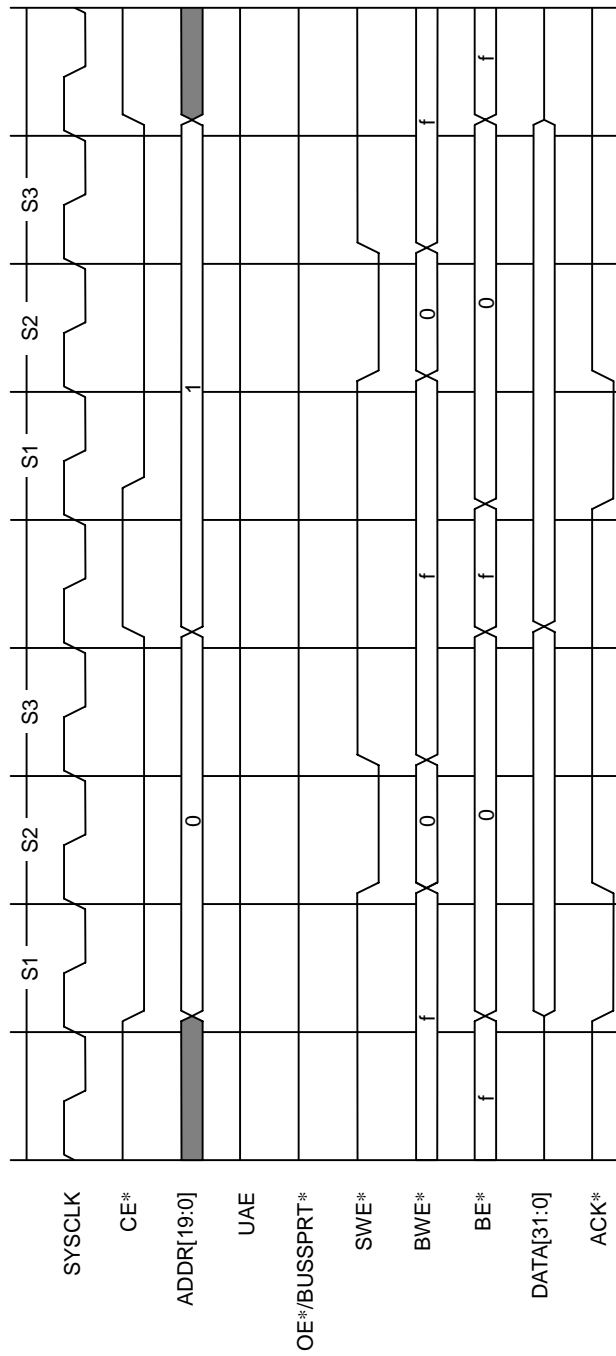 S1 S2 S3 S1 S2 S3
SYSCLK
CE*
ADDR[19:0] 0 1
UAE
OE*/BUSSPRT*
SWE*
BWE* f 0 f 0 f
BE* f 0 f 0 f
DATA[31:0]
ACK*